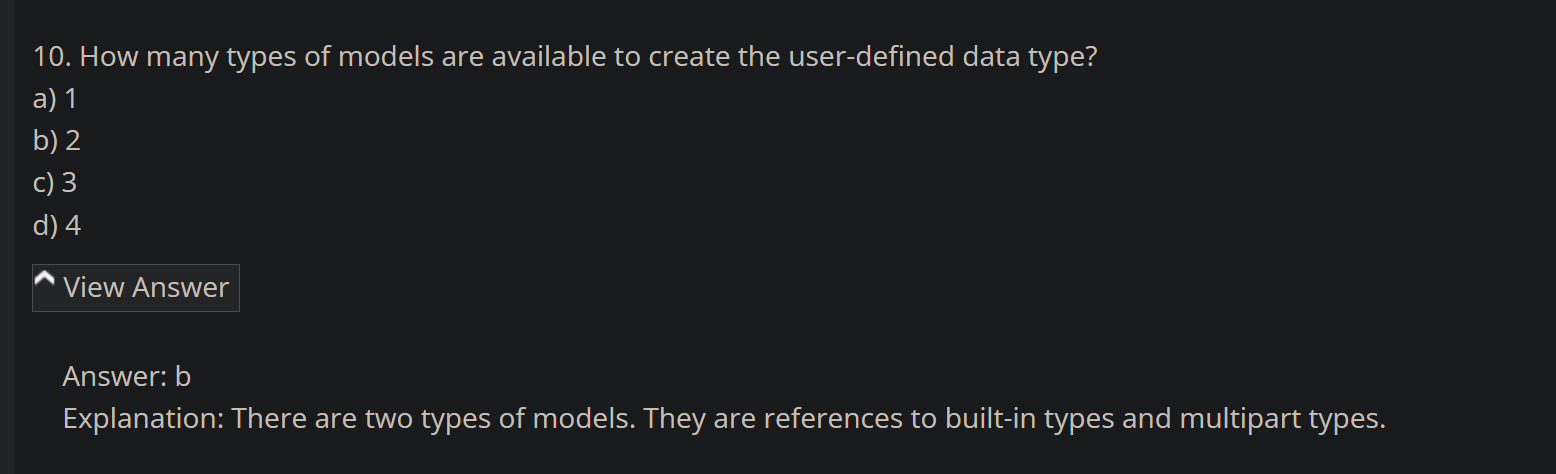 10. How many types of models are available to create the user-defined data type?
a) 1
b) 2
c) 3
d) 4
View Answer
Answer: b
Explanation: There are two types of models. They are references to built-in types and multipart types.